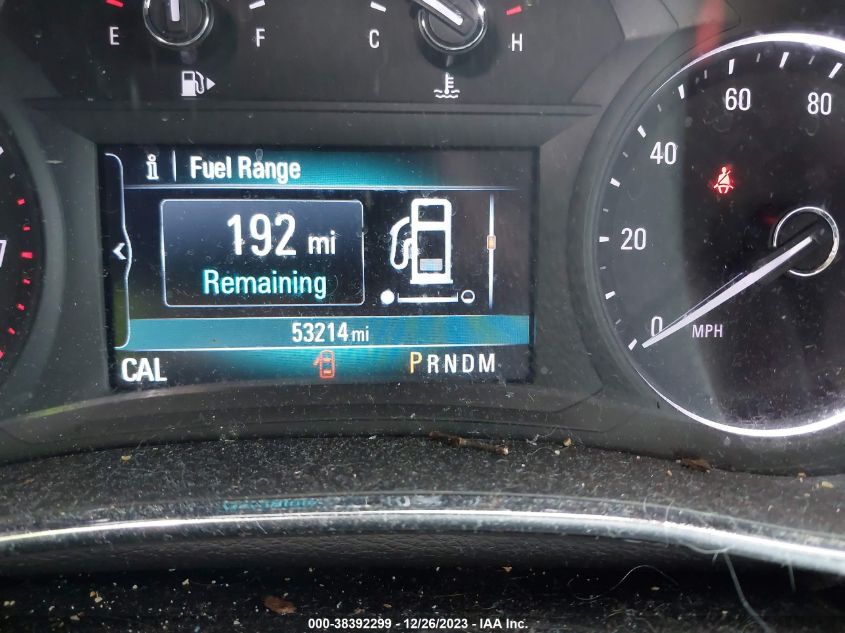 E F C H
i Fuel Range
192 mi
Remaining
53214 mi
CAL PRNDM
7
0 20 40 60 80
MPH
000-38392299 - 12/26/2023 - IAA Inc.